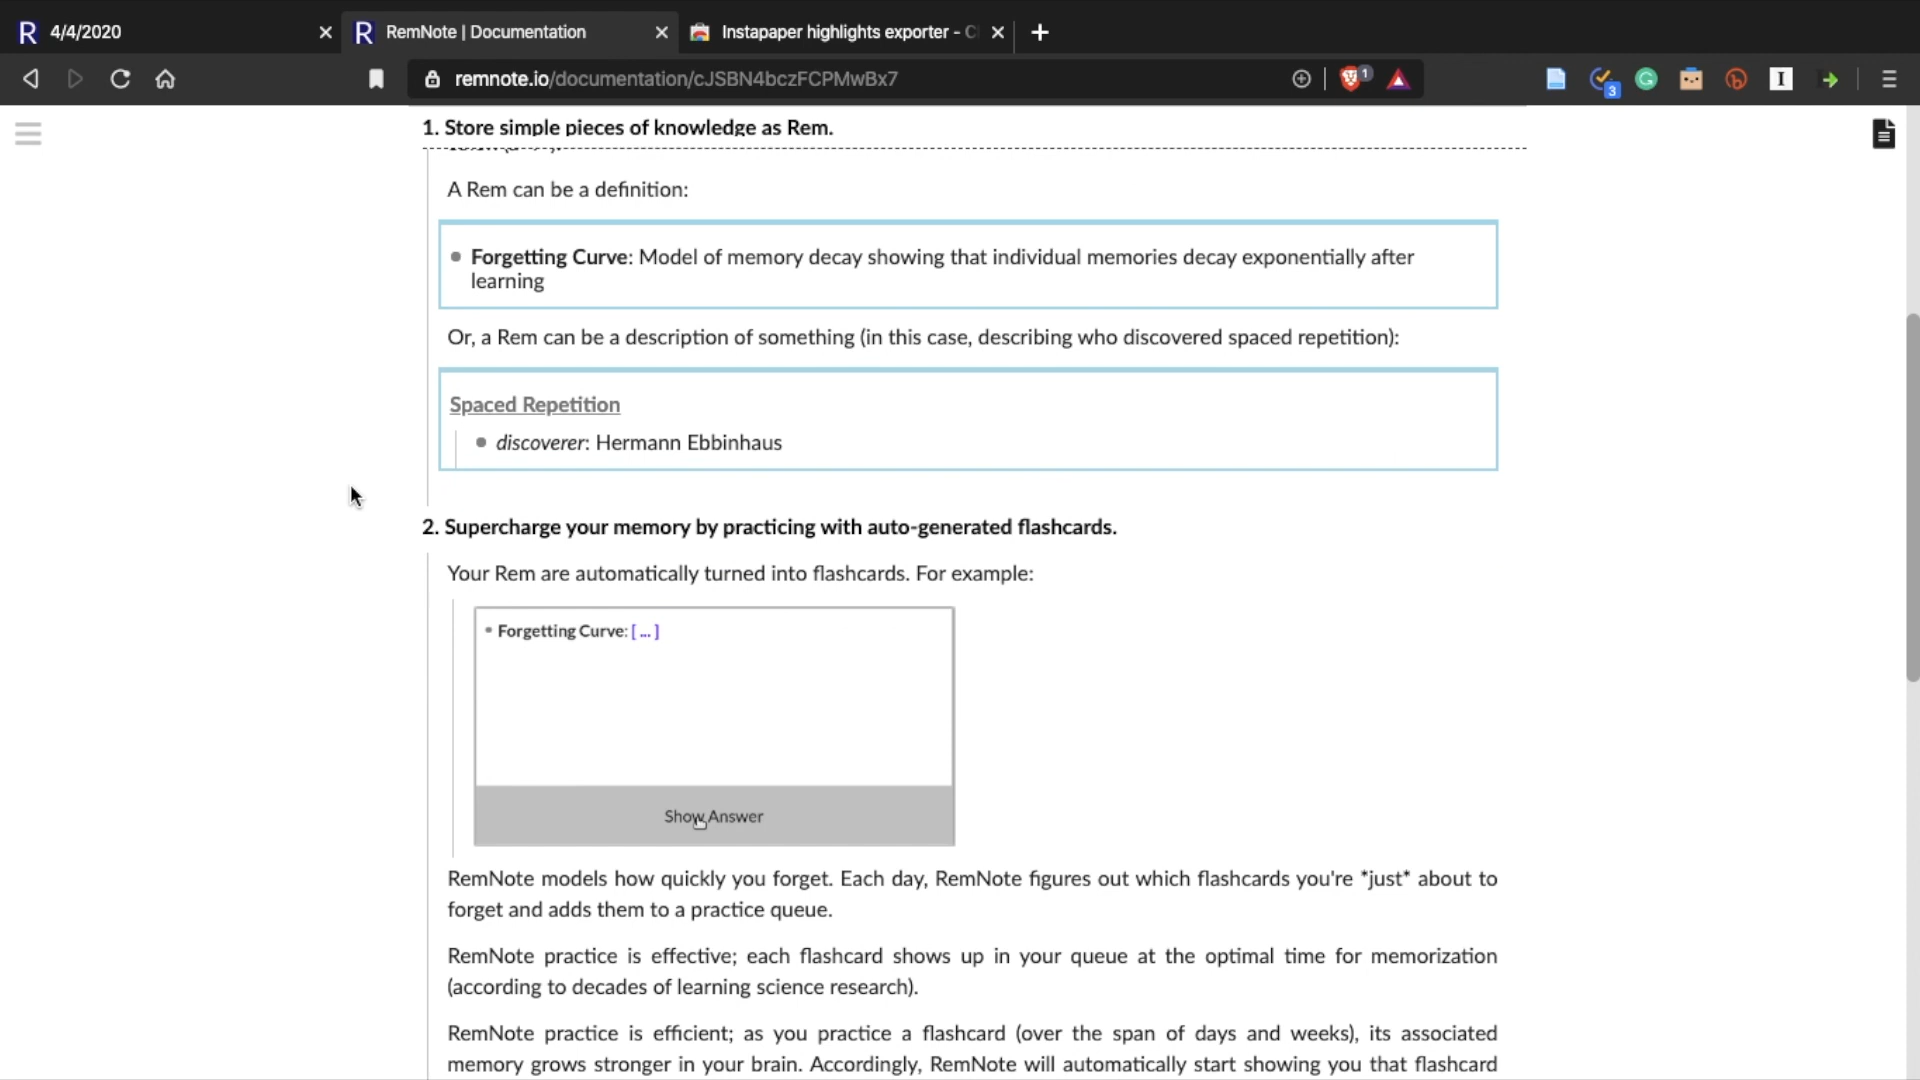 4/4/2020
RemNote | Documentation
Instapaper highlights exporter - C
remnote.io/documentation/cJSBN4bczFCPMwBx7
1
3
1. Store simple pieces of knowledge as Rem.
A Rem can be a definition:
• Forgetting Curve: Model of memory decay showing that individual memories decay exponentially after
learning
Or, a Rem can be a description of something (in this case, describing who discovered spaced repetition):
Spaced Repetition
• discoverer: Hermann Ebbinhaus
2. Supercharge your memory by practicing with auto-generated flashcards.
Your Rem are automatically turned into flashcards. For example:
• Forgetting Curve: [ ... ]
Show Answer
RemNote models how quickly you forget. Each day, RemNote figures out which flashcards you're *just* about to
forget and adds them to a practice queue.
RemNote practice is effective; each flashcard shows up in your queue at the optimal time for memorization
(according to decades of learning science research).
RemNote practice is efficient; as you practice a flashcard (over the span of days and weeks), its associated
memory grows stronger in your brain. Accordingly, RemNote will automatically start showing you that flashcard